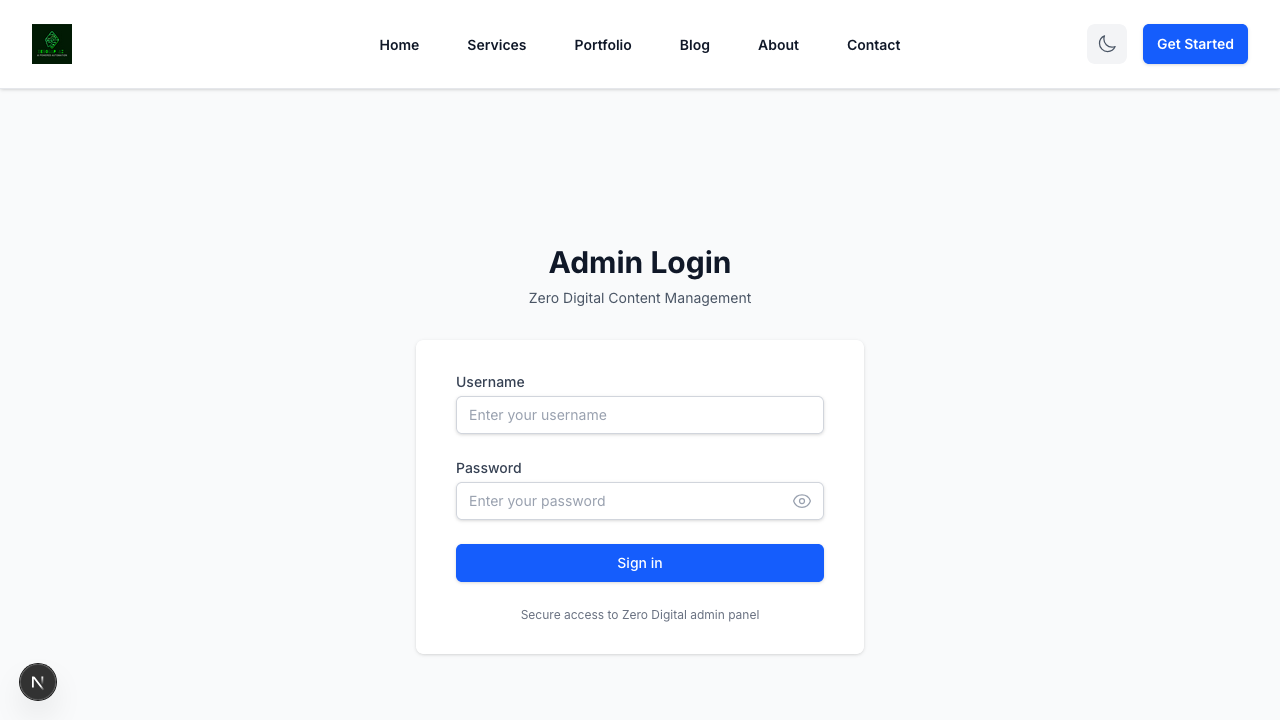 Home
Services
Portfolio
Blog
About
Contact
Get Started
Admin Login
Zero Digital Content Management
Username
Enter your username
Password
Enter your password
Sign in
Secure access to Zero Digital admin panel
N